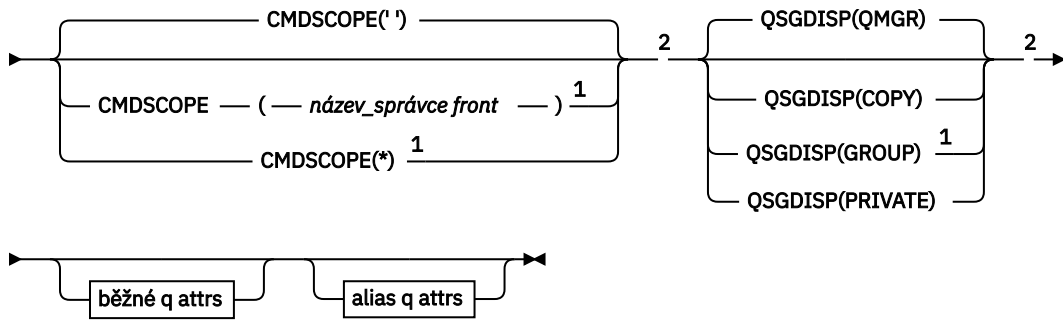 CMDSCOPE(' ')
CMDSCOPE ( název_správce front ) 1
CMDSCOPE(*) 1
2
QSGDISP(QMGR)
QSGDISP(COPY)
QSGDISP(GROUP) 1
QSGDISP(PRIVATE)
2
běžné q attrs
alias q attrs